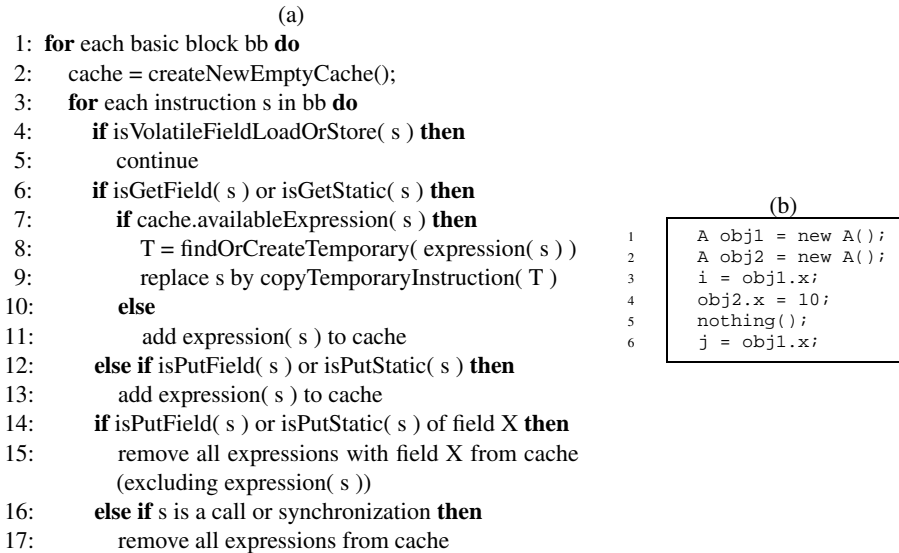 (a)
1: for each basic block bb do
2: cache = createNewEmptyCache();
3: for each instruction s in bb do
4: if isVolatileFieldLoadOrStore( s ) then
5: continue
6: if isGetField( s ) or isGetStatic( s ) then
7: if cache.availableExpression( s ) then
8: T = findOrCreateTemporary( expression( s ) )
9: replace s by copyTemporaryInstruction( T )
10: else
11: add expression( s ) to cache
12: else if isPutField( s ) or isPutStatic( s ) then
13: add expression( s ) to cache
14: if isPutField( s ) or isPutStatic( s ) of field X then
15: remove all expressions with field X from cache
(excluding expression( s ))
16: else if s is a call or synchronization then
17: remove all expressions from cache
(b)
1 A obj1 = new A();
2 A obj2 = new A();
3 i = obj1.x;
4 obj2.x = 10;
5 nothing();
6 j = obj1.x;